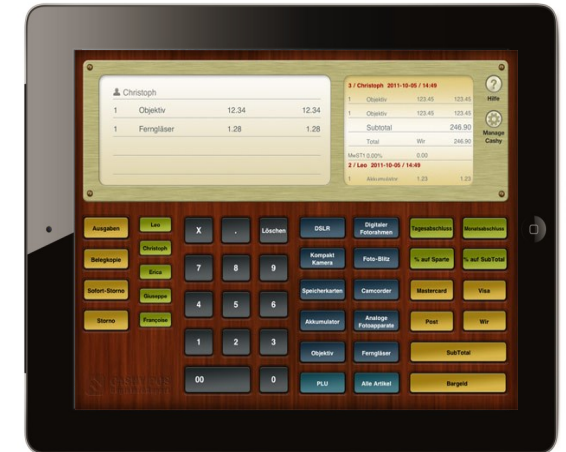 Christoph
1 Objektiv 12.34 12.34
1 Ferngläser 1.28 1.28
3 / Christoph 2011-10-05 / 14:49
1 Objektiv 123.45 123.45
1 Objektiv 123.45 123.45
Subtotal 246.90
Total Wir 246.90
MwST1 0.00% 0.00
2 / Leo 2011-10-05 / 14:49
1 Akkumulator 1.23 1.23
?
Hilfe
Manage
Cashy
Ausgaben
Belegkopie
Sofort-Storno
Storno
Leo
Christoph
Erica
Giuseppe
Françoise
X . Löschen
7 8 9
4 5 6
1 2 3
00 0
DSLR
Digitaler
Fotorahmen
Kompakt
Kamera
Foto-Blitz
Speicherkarten
Camcorder
Akkumulator
Analoge
Fotoapparate
Objektiv
Ferngläser
PLU
Alle Artikel
Tagesabschluss
Monatsabschluss
% auf Sparte
% auf SubTotal
Mastercard
Visa
Post
Wir
SubTotal
Bargeld